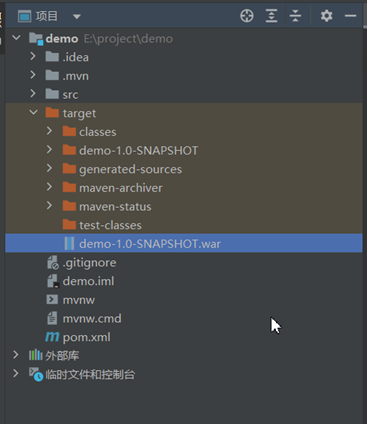 项目
demo E:\project\demo
.idea
.mvn
src
target
classes
demo-1.0-SNAPSHOT
generated-sources
maven-archiver
maven-status
test-classes
demo-1.0-SNAPSHOT.war
.gitignore
demo.iml
mvnw
mvnw.cmd
pom.xml
外部库
临时文件和控制台